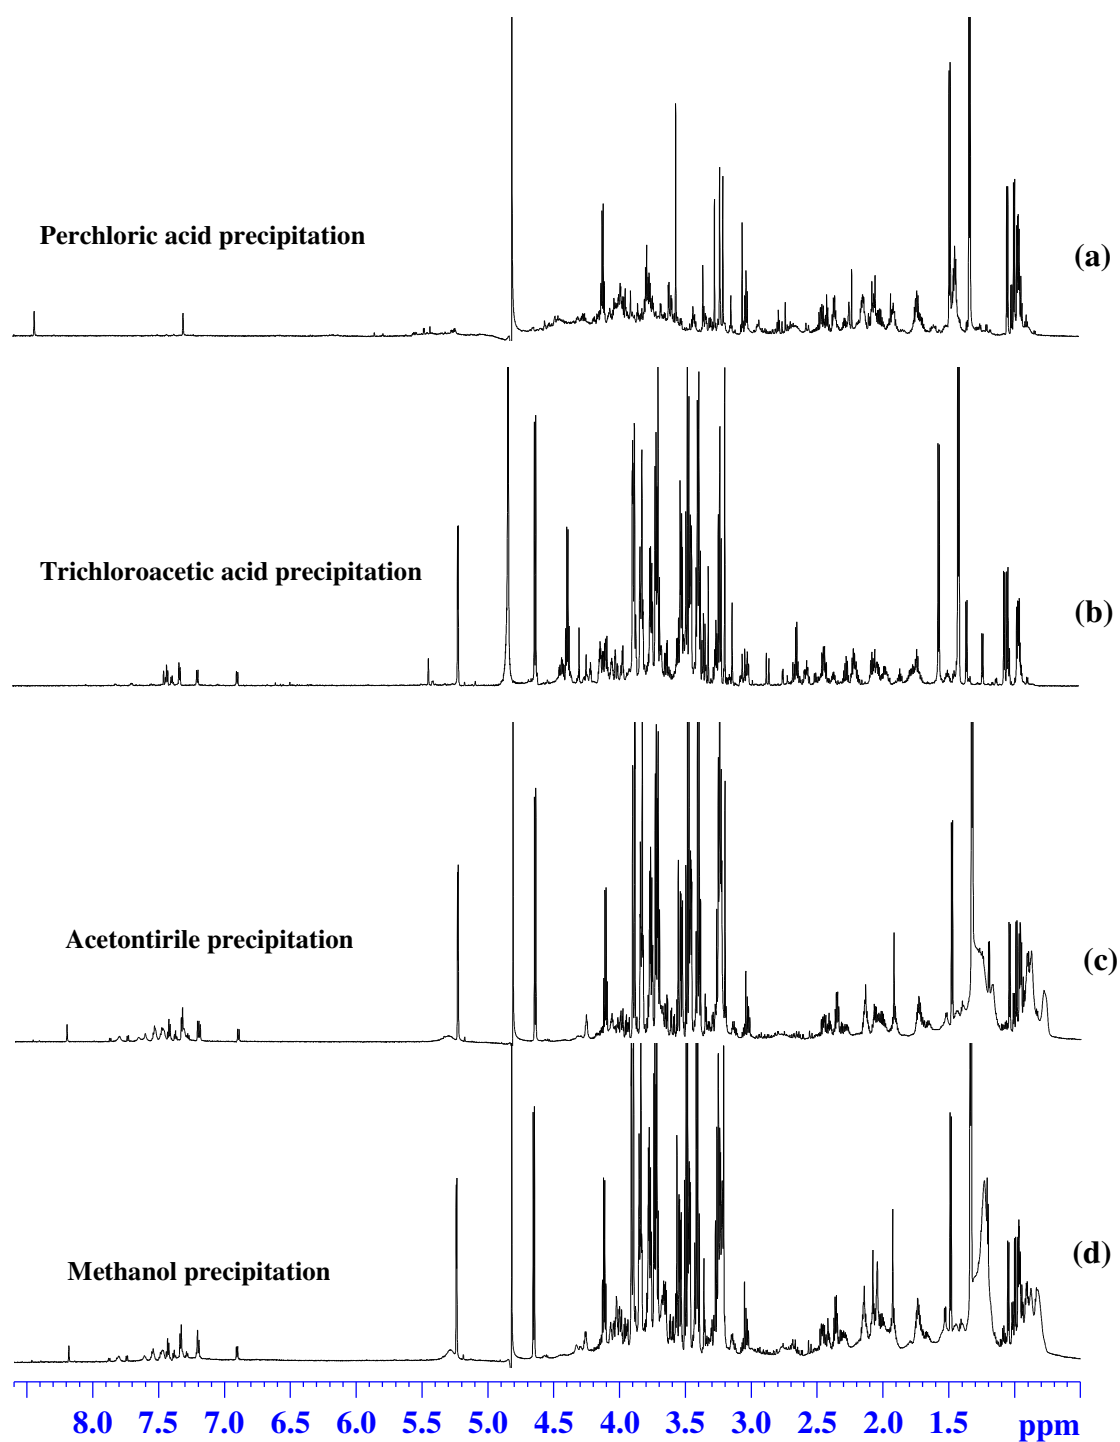 Perchloric acid precipitation
(a)
Trichloroacetic acid precipitation
(b)
Acetontirile precipitation
(c)
Methanol precipitation
(d)
8.0 7.5 7.0 6.5 6.0 5.5 5.0 4.5 4.0 3.5 3.0 2.5 2.0 1.5 ppm